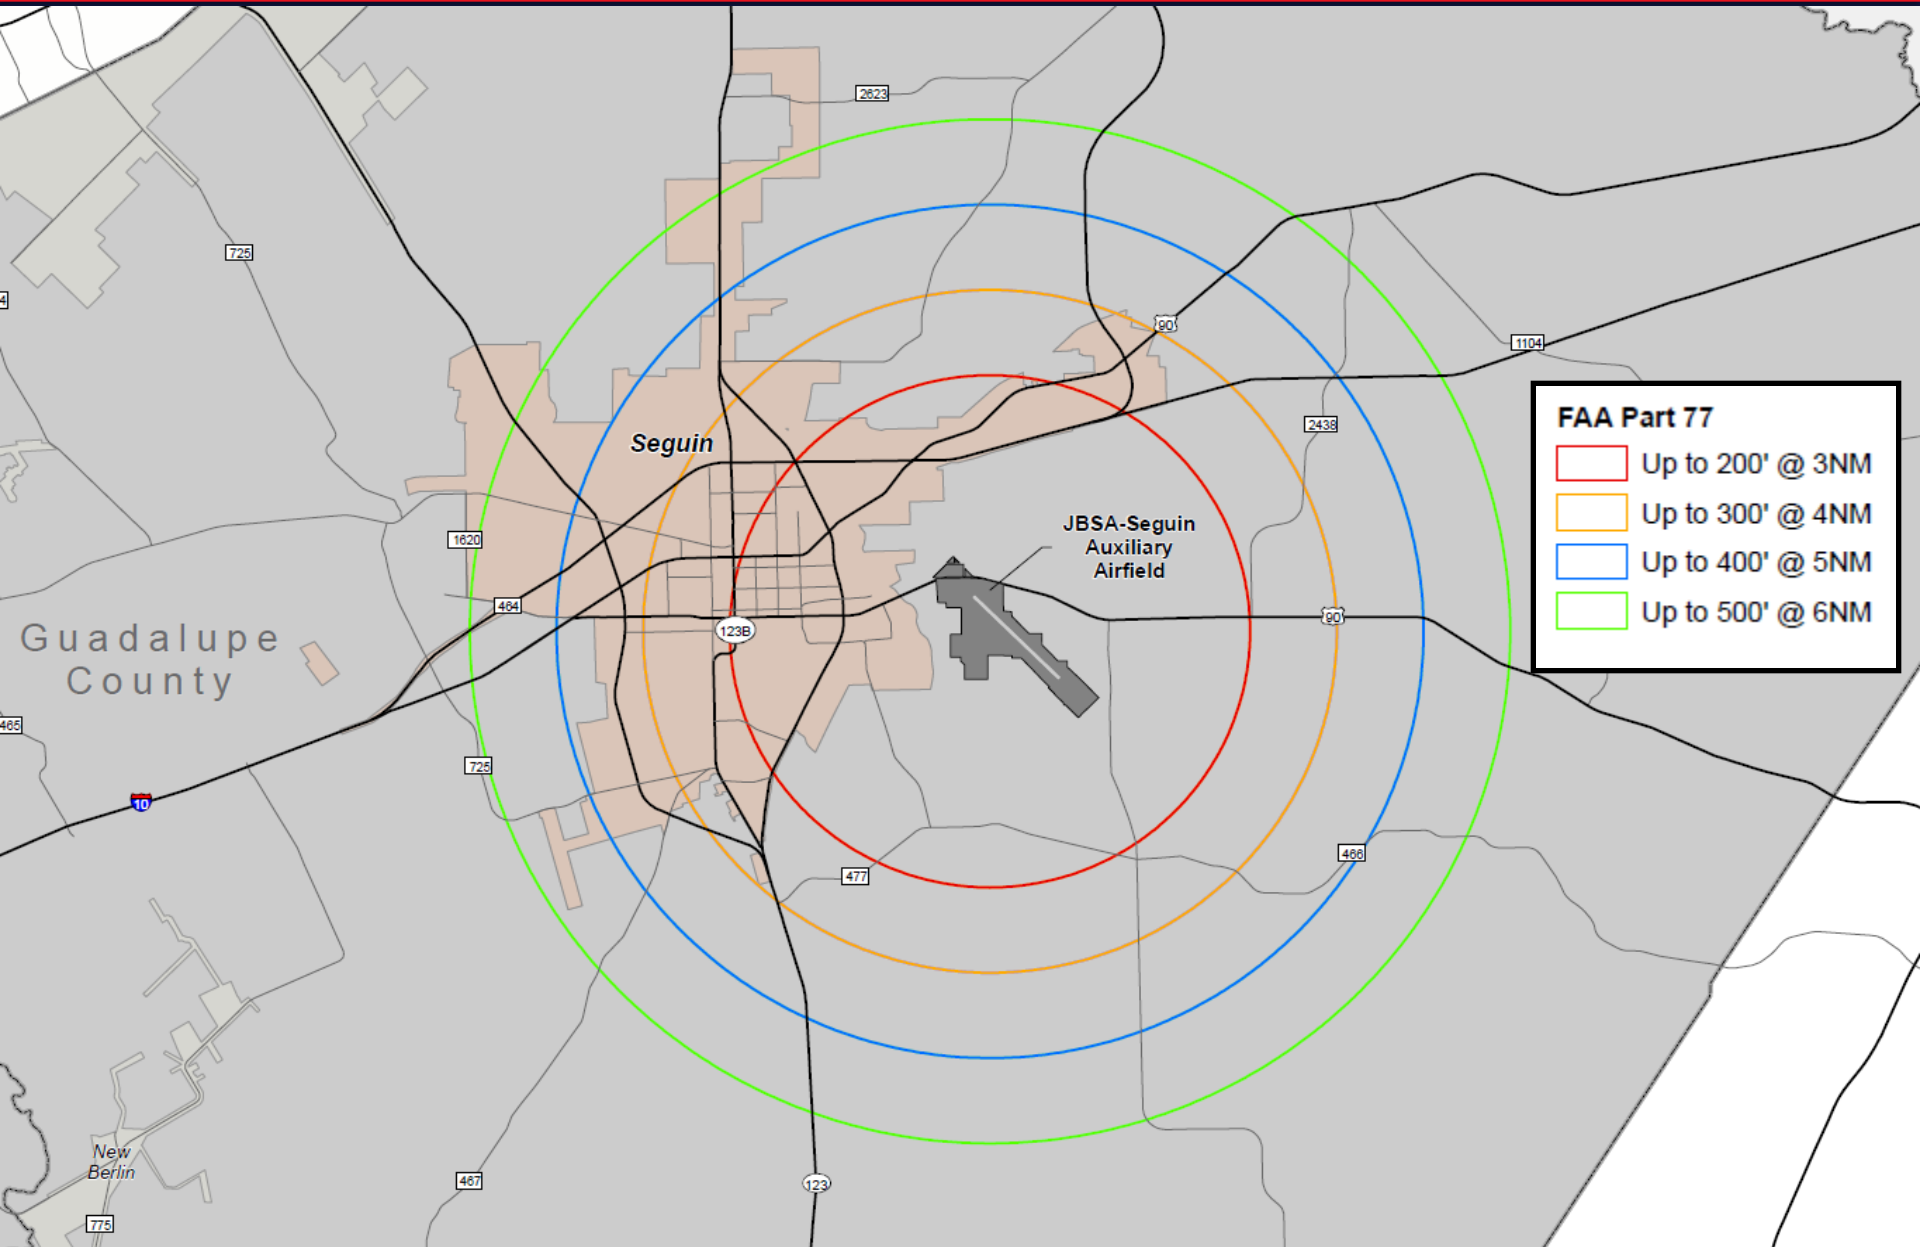 2623
725
4
90
1104
FAA Part 77
Up to 200' @ 3NM
Up to 300' @ 4NM
Up to 400' @ 5NM
Up to 500' @ 6NM
2438
Seguin
JBSA-Seguin
Auxiliary
Airfield
1620
464
90
123B
Guadalupe
County
465
725
10
466
477
New
Berlin
467
123
775